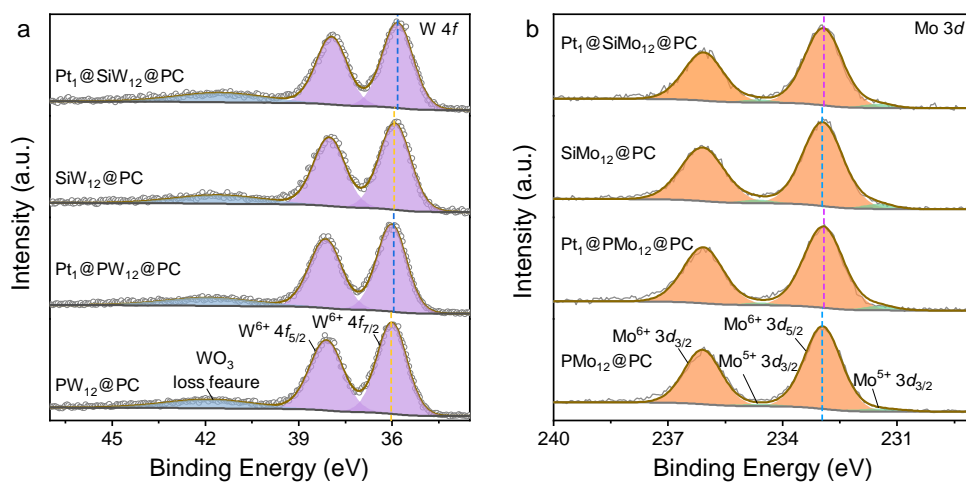 a
W 4f
Pt1@SiW12@PC
SiW12@PC
Pt1@PW12@PC
W6+ 4f5/2
W6+ 4f7/2
WO3
loss feaure
PW12@PC
Intensity (a.u.)
45
42
39
36
Binding Energy (eV)
b
Mo 3d
Pt1@SiMo12@PC
SiMo12@PC
Pt1@PMo12@PC
Mo6+ 3d3/2
Mo6+ 3d5/2
Mo5+ 3d3/2
Mo5+ 3d3/2
PMo12@PC
Intensity (a.u.)
240
237
234
231
Binding Energy (eV)